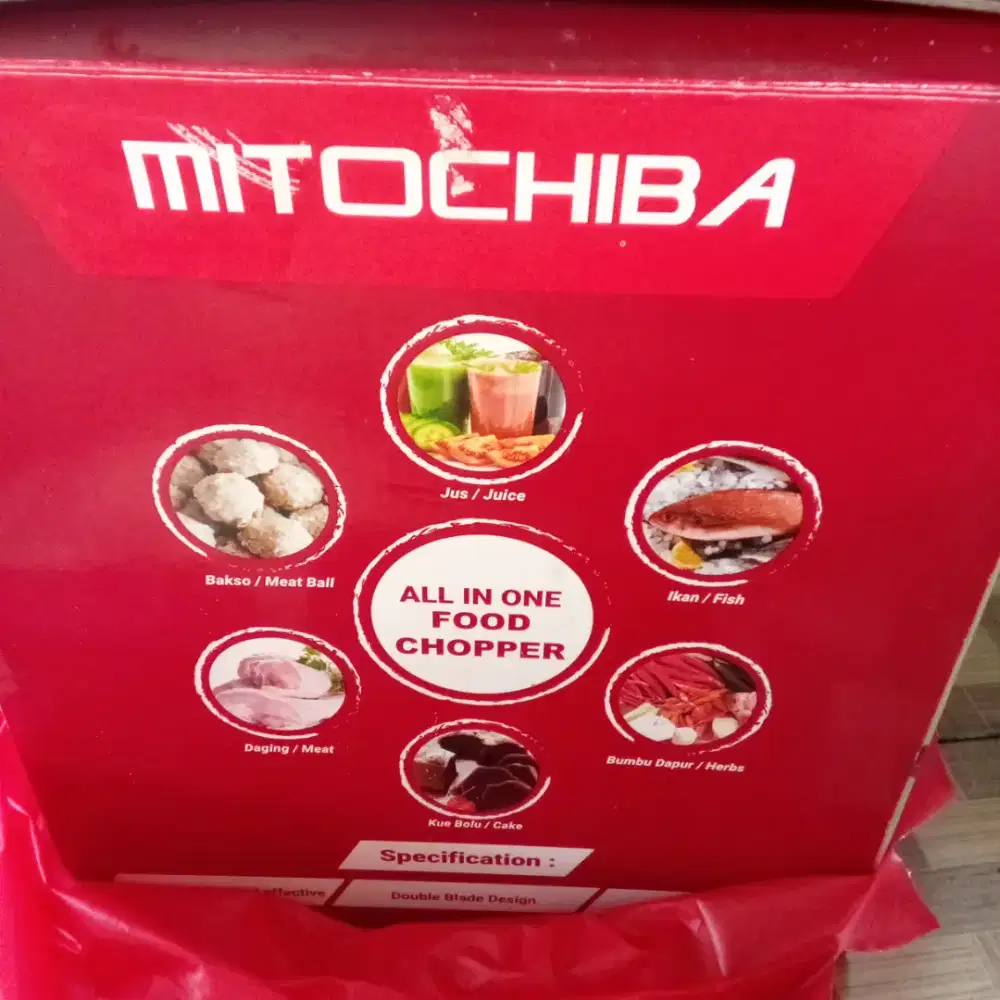 MITOCHIBA
Jus / Juice
Bakso / Meat Ball
Ikan / Fish
ALL IN ONE
FOOD
CHOPPER
Daging / Meat
Bumbu Dapur / Herbs
Kue Bolu / Cake
Specification :
effective
Double Blade Design